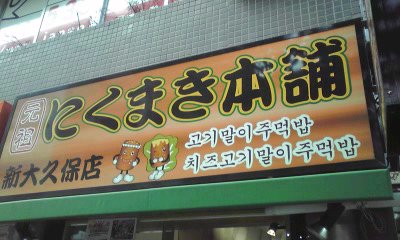 元祖
にくまき本舗
新大久保店
고기말이주먹밥
치즈고기말이주먹밥